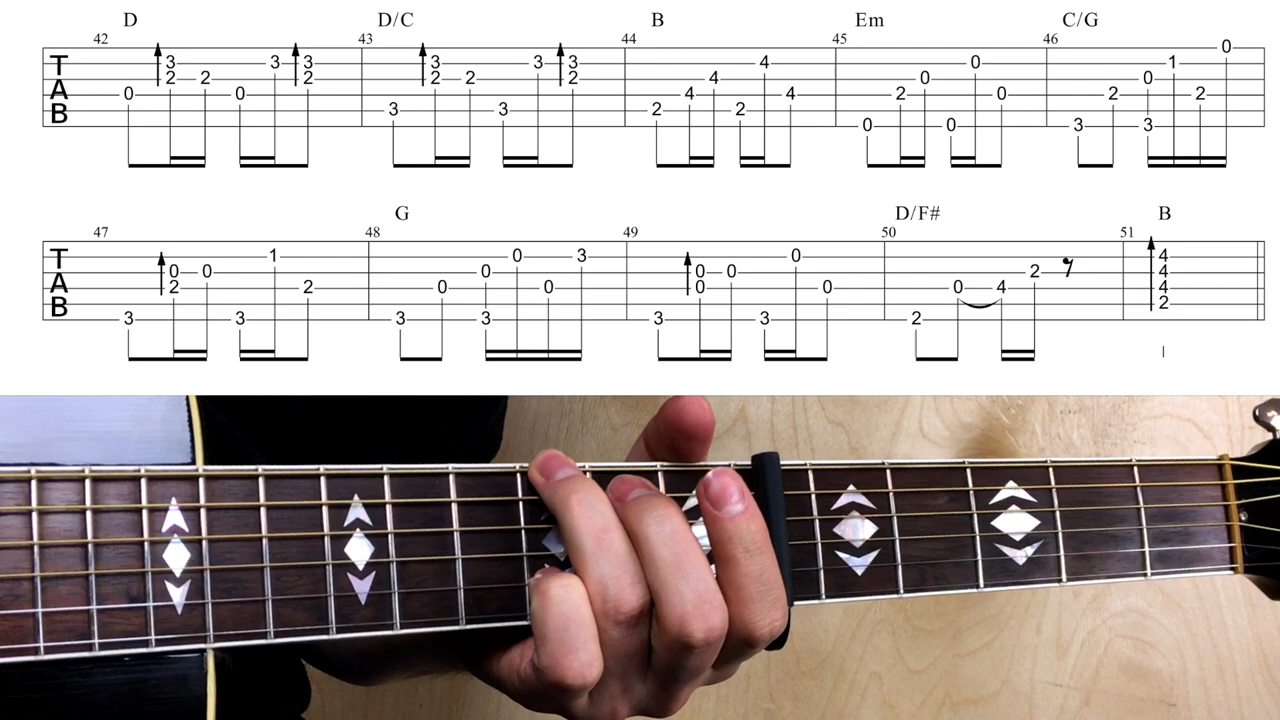 D D/C B Em C/G
42 43 44 45 46
0
3 3 3 3 3 3 4 0 1
T 2 2 2 2 2 2 4 0 0
A 0 0 4 4 2 0 2 2
B 3 3 2 2
0 0 3 3
G D/F# B
47 48 49 50 51
T 1 0 3 0 4
0 0 0 0 0 2 4
A 2 2 0 0 0 0 0 4 4
B 2
3 3 3 3 3 3 2